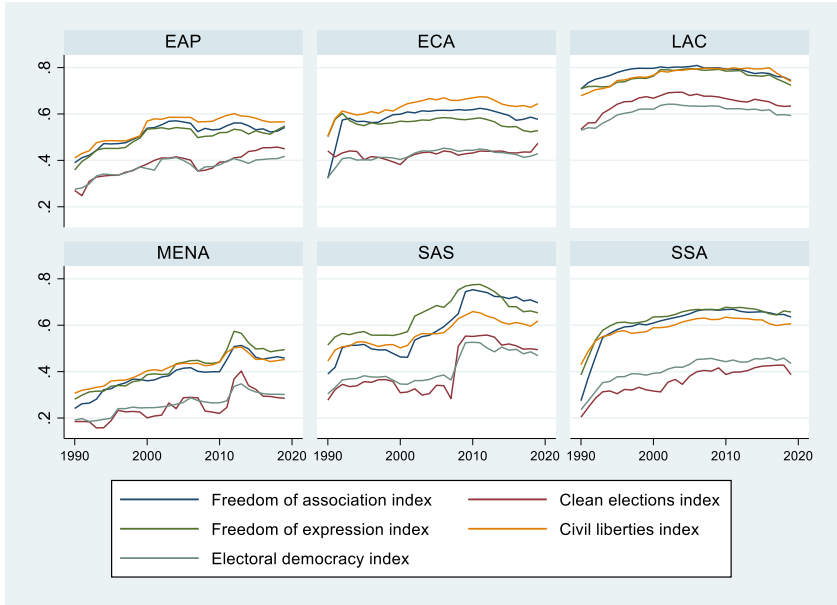 EAP ECA LAC
.8
.6
.4
.2
MENA SAS SSA
.8
.6
.4
.2
1990 2000 2010 2020 1990 2000 2010 2020 1990 2000 2010 2020
Freedom of association index Clean elections index
Freedom of expression index Civil liberties index
Electoral democracy index